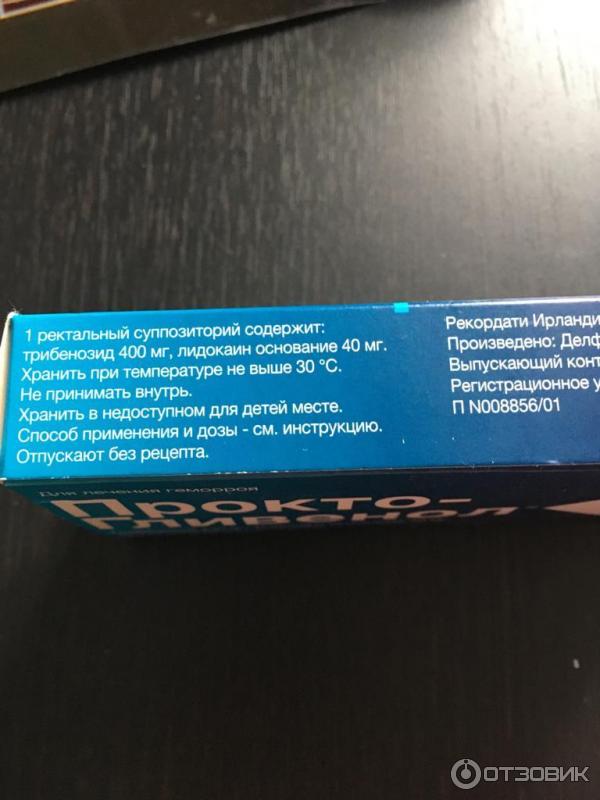 1 ректальный суппозиторий содержит:
трибенозид 400 мг, лидокаин основание 40 мг.
Хранить при температуре не выше 30 °C.
Не принимать внутрь.
Хранить в недоступном для детей месте.
Способ применения и дозы - см. инструкцию.
Отпускают без рецепта.
Рекордати Ирланди
Произведено: Делф
Выпускающий конт
Регистрационное у
П N008856/01
Для лечения геморроя
Прокто-
Гливенол
ОТЗОВИК